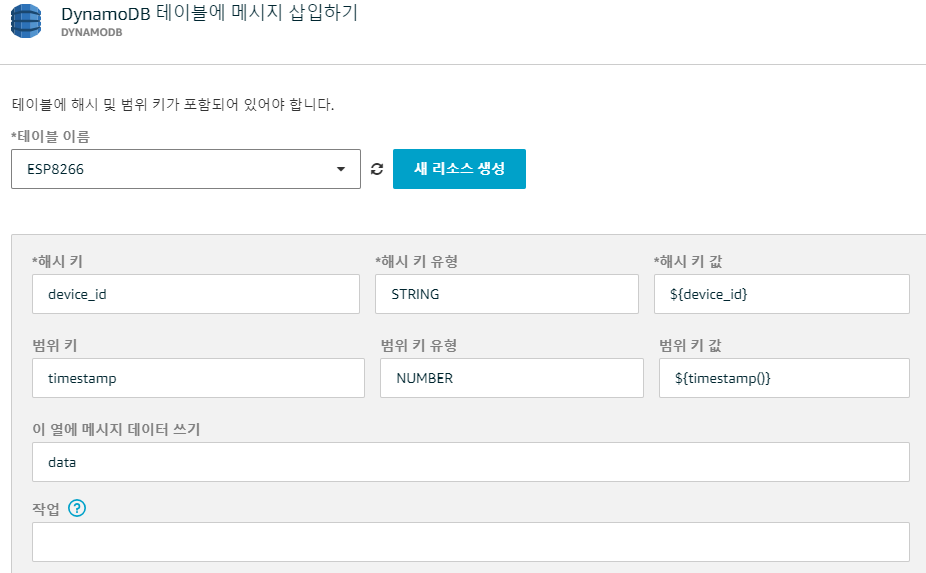 DynamoDB 테이블에 메시지 삽입하기
DYNAMODB
테이블에 해시 및 범위 키가 포함되어 있어야 합니다.
*테이블 이름
ESP8266
새 리소스 생성
*해시 키 *해시 키 유형 *해시 키 값
device_id STRING ${device_id}
범위 키 범위 키 유형 범위 키 값
timestamp NUMBER ${timestamp()}
이 열에 메시지 데이터 쓰기
data
작업 ?